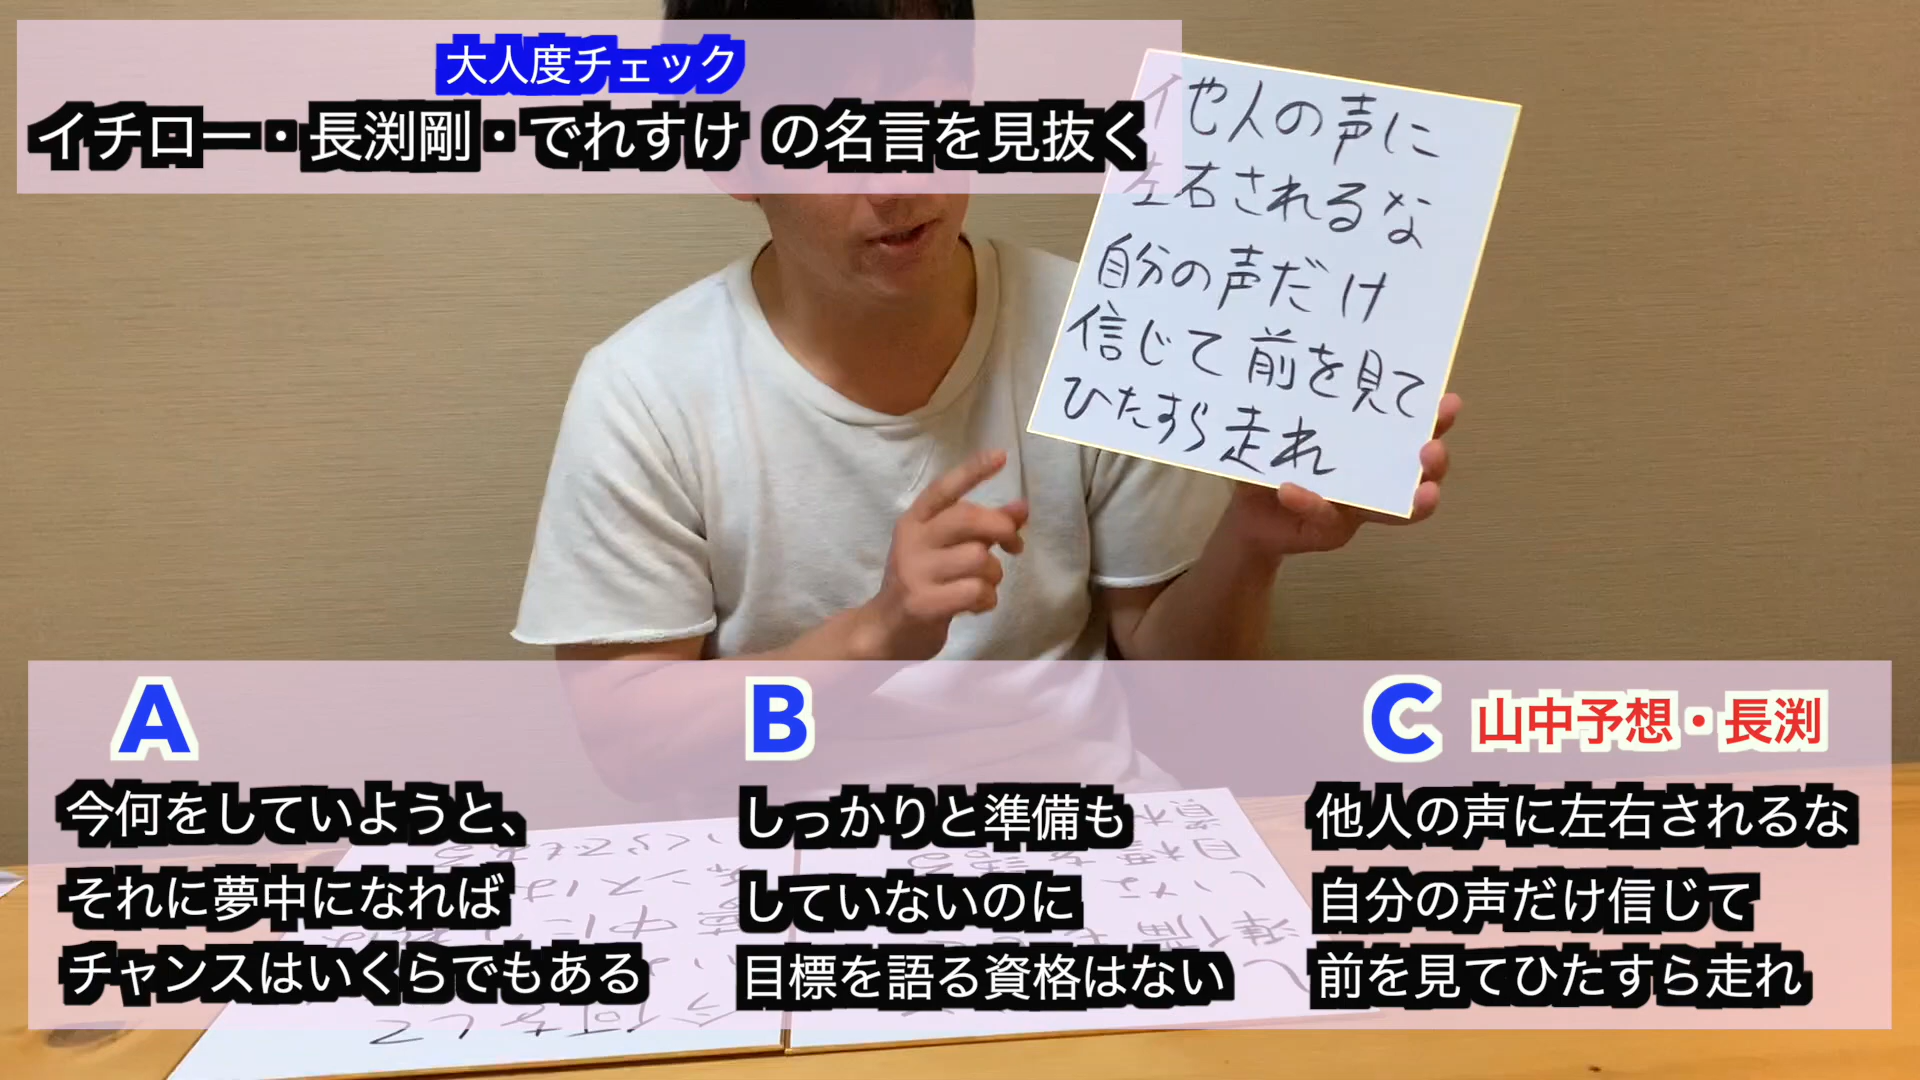 大人度チェック
イチロー・長渕剛・でれすけ の名言を見抜く
他人の声に
左右されるな
自分の声だけ
信じて前を見て
ひたすら走れ
A
今何をしていようと、
それに夢中になれば
チャンスはいくらでもある
B
しっかりと準備も
していないのに
目標を語る資格はない
C 山中予想・長渕
他人の声に左右されるな
自分の声だけ信じて
前を見てひたすら走れ